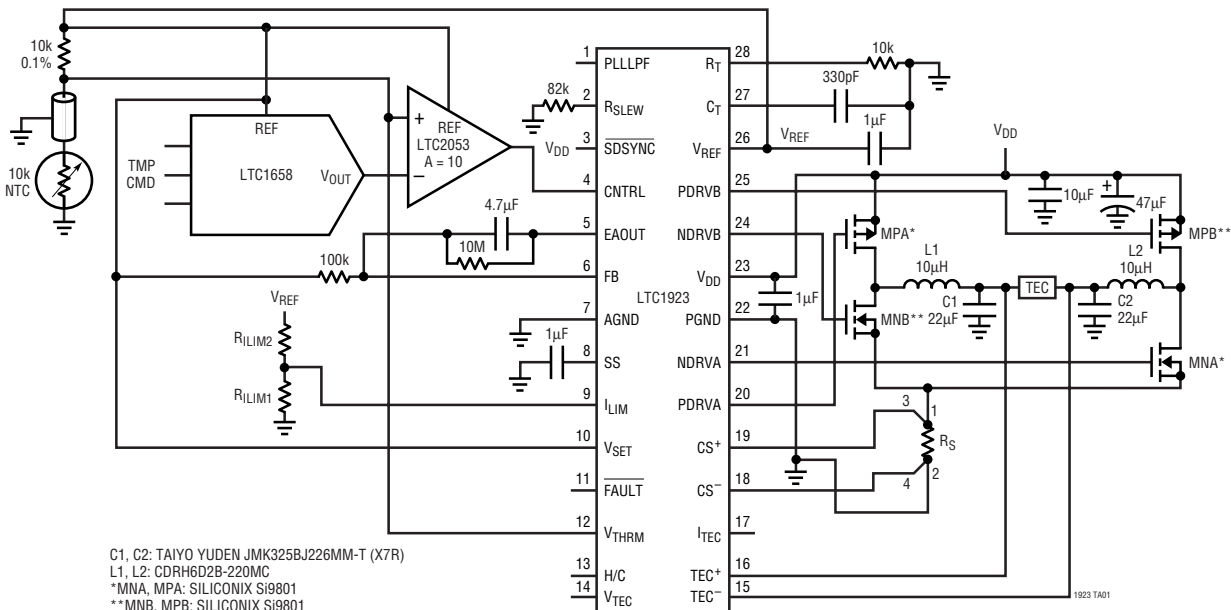 10k
0.1%
10k
NTC
TMP
CMD
REF
LTC1658
VOUT
+
REF
LTC2053
A = 10
−
82k
VDD
4.7µF
10M
100k
VREF
RILIM2
RILIM1
1µF
LTC1923
1 PLLLPF
2 RSLEW
3 SDSYNC
4 CNTRL
5 EAOUT
6 FB
7 AGND
8 SS
9 ILIM
10 VSET
11 FAULT
12 VTHRM
13 H/C
14 VTEC
RT 28
CT 27
VREF 26
PDRVB 25
NDRVB 24
VDD 23
PGND 22
NDRVA 21
PDRVA 20
CS+ 19
CS− 18
ITEC 17
TEC+ 16
TEC− 15
10k
330pF
1µF
VREF
VDD
10µF
+
47µF
MPA*
MPB**
L1
10µH
TEC
L2
10µH
C1
22µF
C2
22µF
1µF
MNB**
MNA*
3
1
RS
4
2
C1, C2: TAIYO YUDEN JMK325BJ226MM-T (X7R)
L1, L2: CDRH6D2B-220MC
*MNA, MPA: SILICONIX Si9801
**MNB, MPB: SILICONIX Si9801
1923 TA01